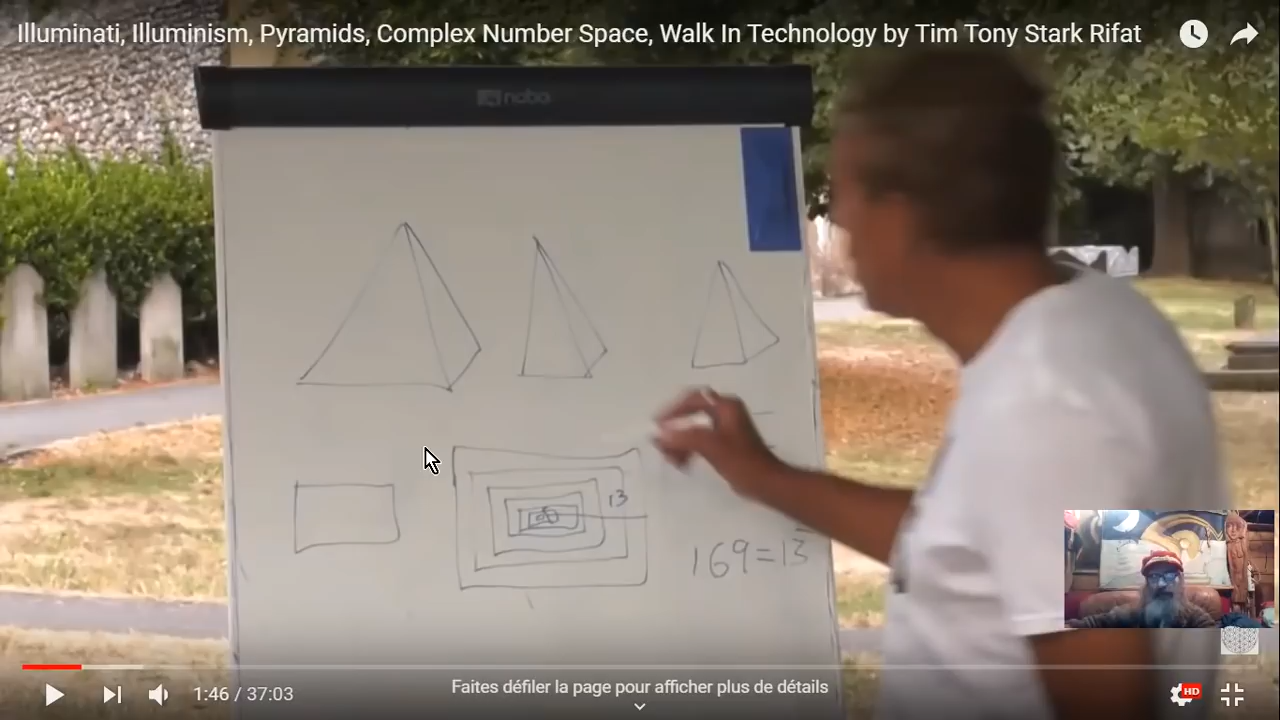 Illuminati, Illuminism, Pyramids, Complex Number Space, Walk In Technology by Tim Tony Stark Rifat
nobo
13
169=13
1:46 / 37:03
Faites défiler la page pour afficher plus de détails
HD